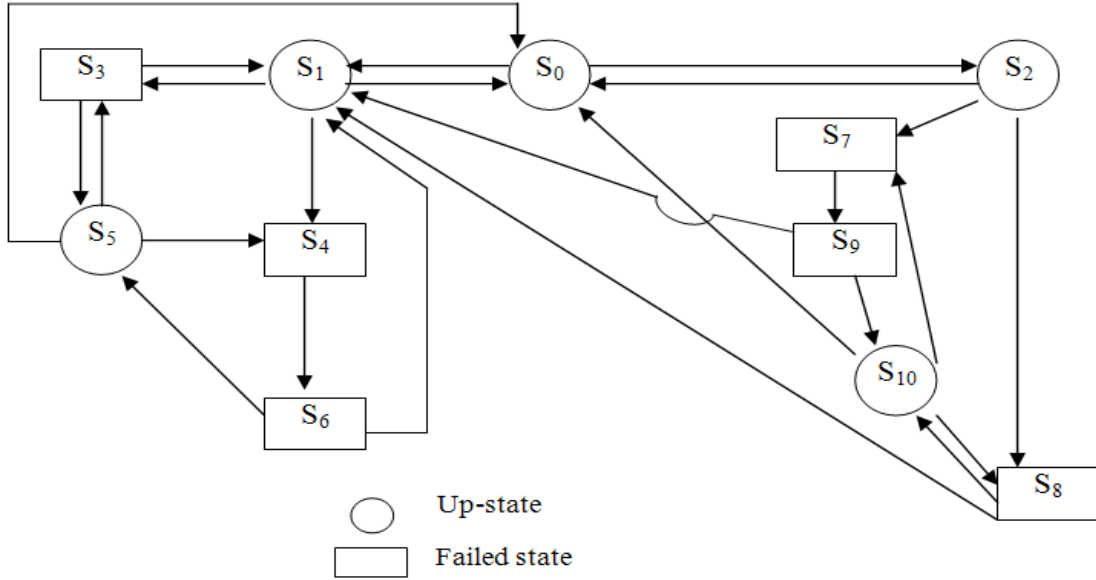 S3
S1
S0
S2
S7
S5
S4
S9
S10
S6
S8
Up-state
Failed state